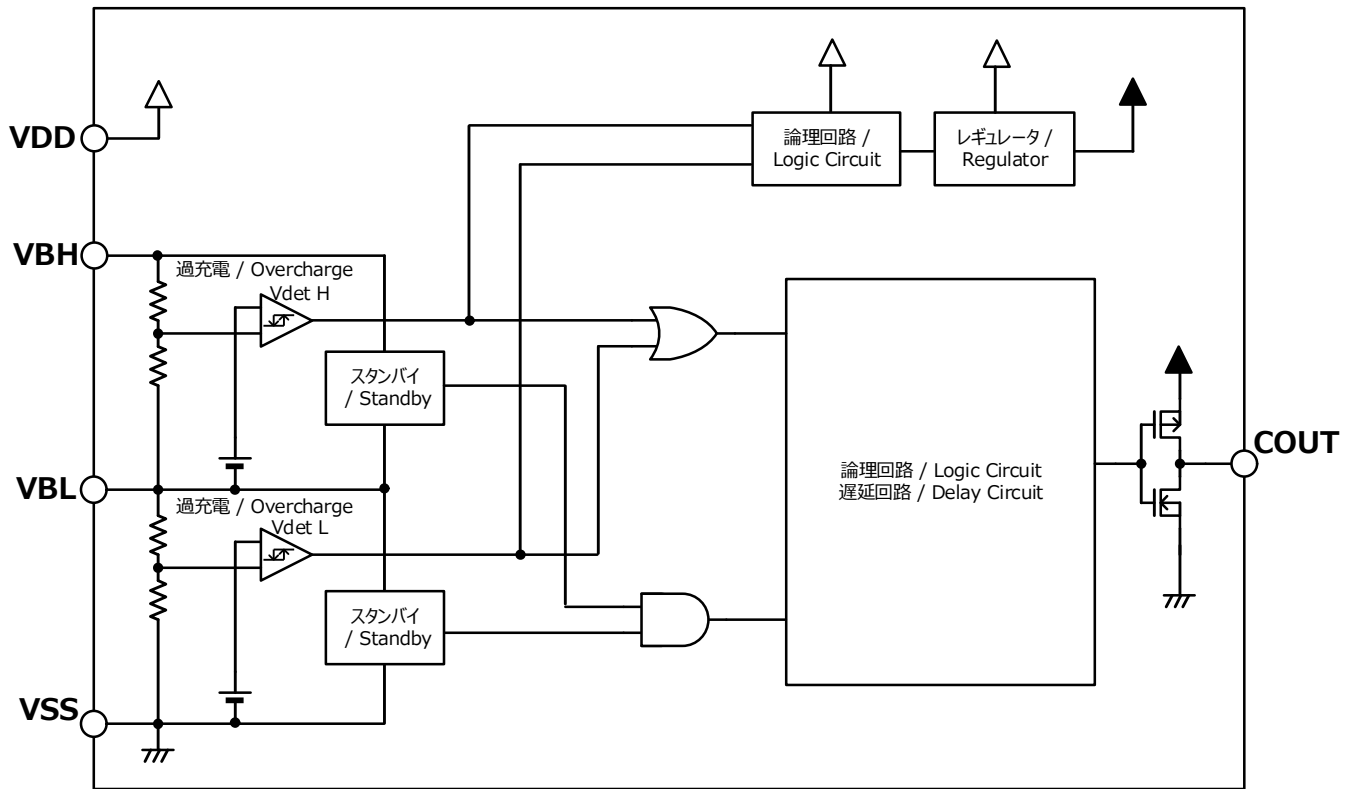 VDD
論理回路 /
Logic Circuit
レギュレータ /
Regulator
VBH
過充電 / Overcharge
Vdet H
スタンバイ
/ Standby
VBL
過充電 / Overcharge
Vdet L
スタンバイ
/ Standby
VSS
論理回路 / Logic Circuit
遅延回路 / Delay Circuit
COUT